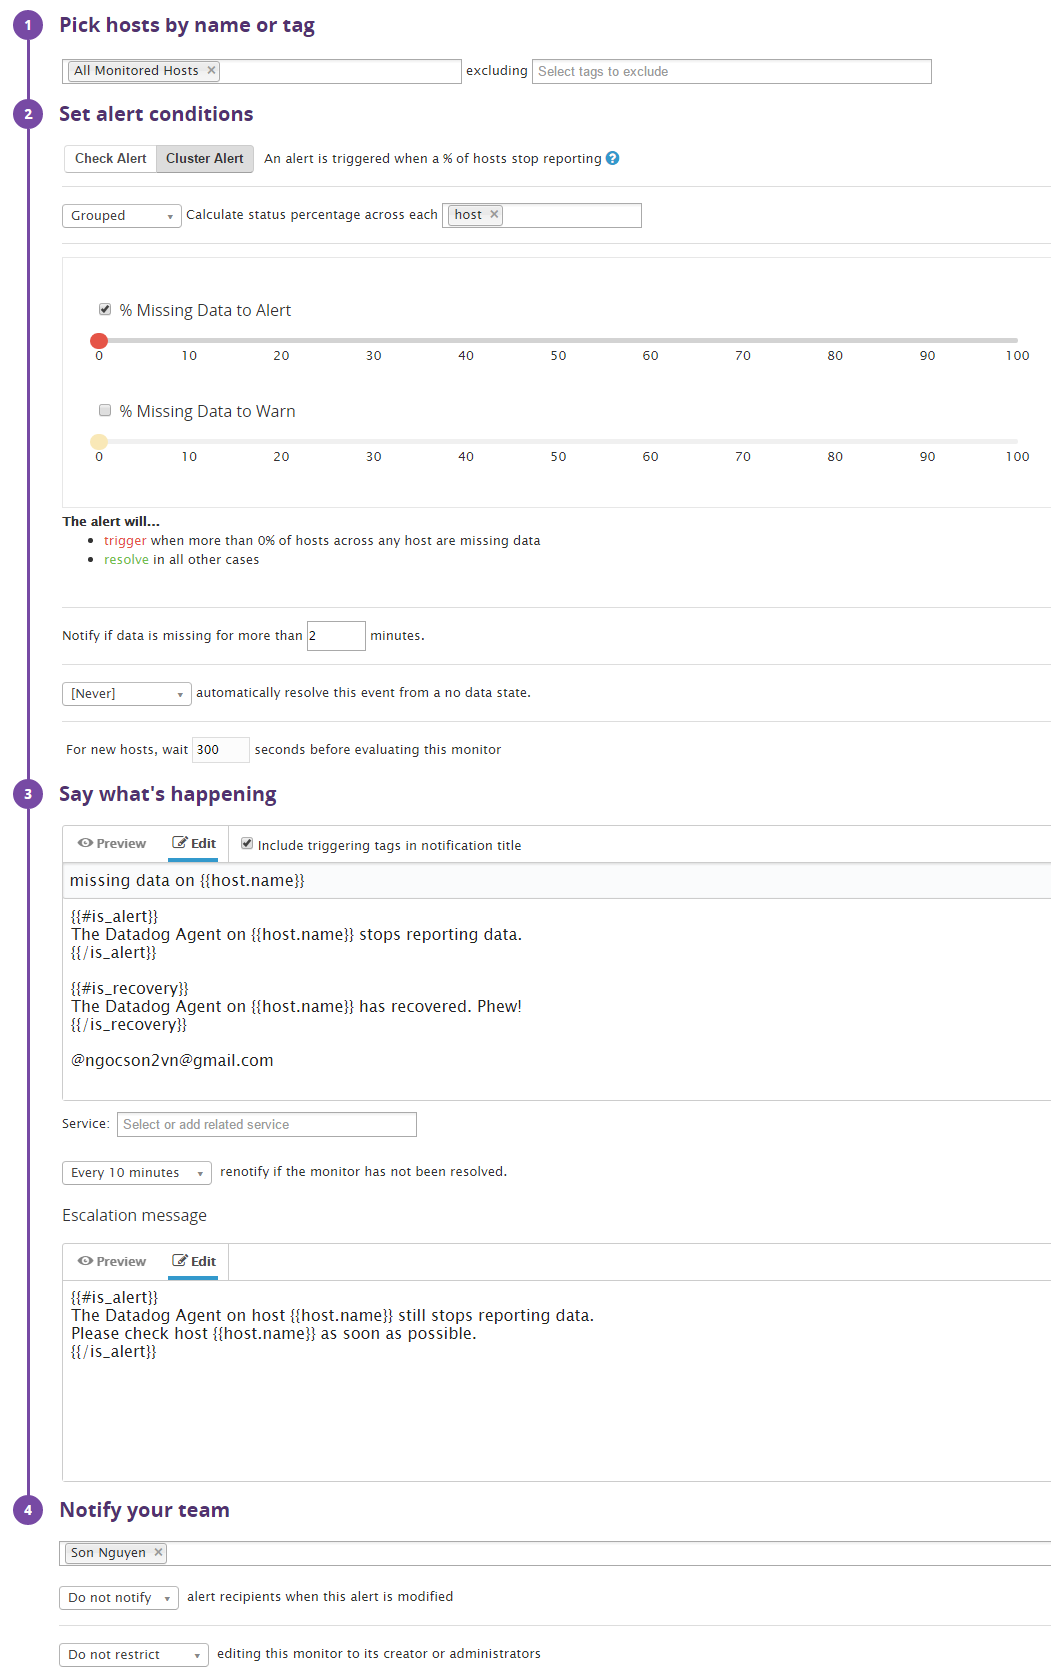 1 Pick hosts by name or tag
All Monitored Hosts × excluding Select tags to exclude
2 Set alert conditions
Check Alert Cluster Alert An alert is triggered when a % of hosts stop reporting ?
Grouped Calculate status percentage across each host ×
% Missing Data to Alert
0 10 20 30 40 50 60 70 80 90 100
% Missing Data to Warn
0 10 20 30 40 50 60 70 80 90 100
The alert will...
• trigger when more than 0% of hosts across any host are missing data
• resolve in all other cases
Notify if data is missing for more than 2 minutes.
[Never] automatically resolve this event from a no data state.
For new hosts, wait 300 seconds before evaluating this monitor
3 Say what's happening
Preview Edit Include triggering tags in notification title
missing data on {{host.name}}
{{#is_alert}}
The Datadog Agent on {{host.name}} stops reporting data.
{{/is_alert}}
{{#is_recovery}}
The Datadog Agent on {{host.name}} has recovered. Phew!
{{/is_recovery}}
@ngocson2vn@gmail.com
Service: Select or add related service
Every 10 minutes renotify if the monitor has not been resolved.
Escalation message
Preview Edit
{{#is_alert}}
The Datadog Agent on host {{host.name}} still stops reporting data.
Please check host {{host.name}} as soon as possible.
{{/is_alert}}
4 Notify your team
Son Nguyen ×
Do not notify alert recipients when this alert is modified
Do not restrict editing this monitor to its creator or administrators